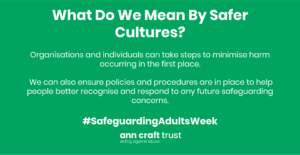 What Do We Mean By Safer
Cultures?
Organisations and individuals can take steps to minimise harm
occurring in the first place.
We can also ensure policies and procedures are in place to help
people better recognise and respond to any future safeguarding
concerns.
#SafeguardingAdultsWeek
ann craft trust
acting against abuse